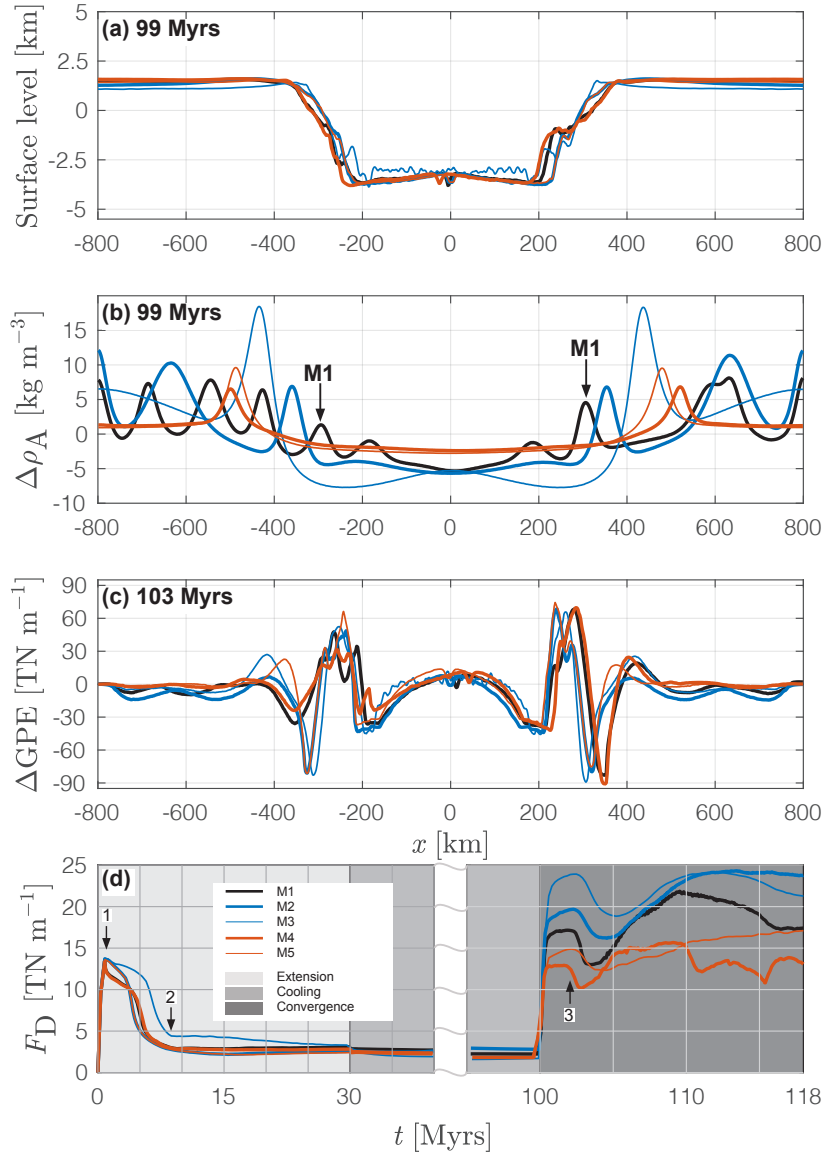 (a) 99 Myrs
Surface level [km]
5
2.5
0
-2.5
-5
-800 -600 -400 -200 0 200 400 600 800
(b) 99 Myrs
Δρ_A [kg m⁻³]
15
10
5
0
-5
-10
M1
M1
-800 -600 -400 -200 0 200 400 600 800
(c) 103 Myrs
ΔGPE [TN m⁻¹]
90
60
30
0
-30
-60
-90
-800 -600 -400 -200 0 200 400 600 800
x [km]
(d)
F_D [TN m⁻¹]
25
20
15
10
5
0
1
2
3
M1
M2
M3
M4
M5
Extension
Cooling
Convergence
0 15 30 100 110 118
t [Myrs]